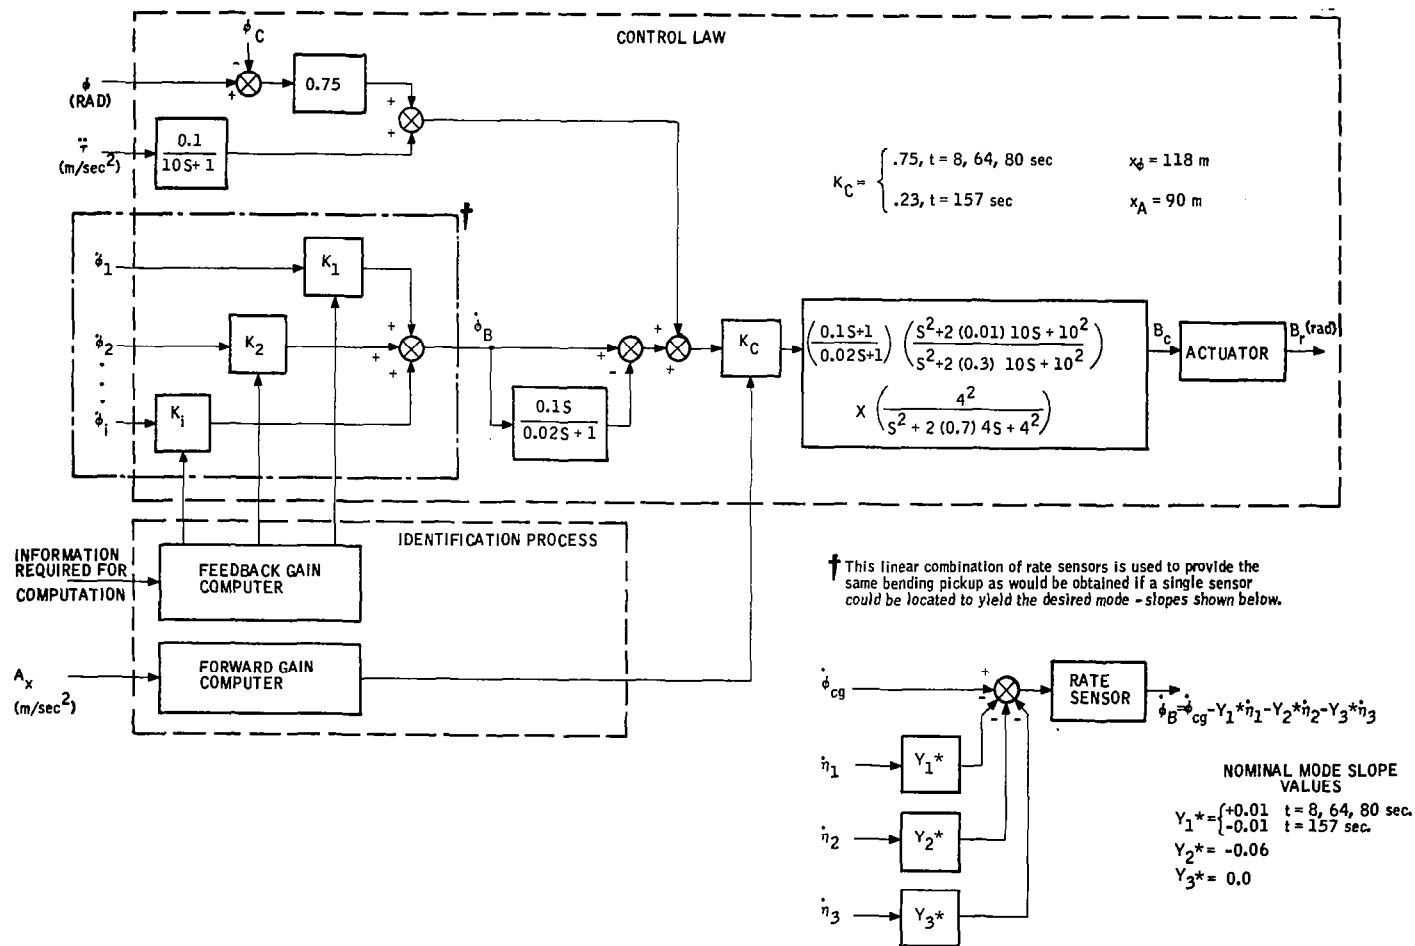 CONTROL LAW
ϕ_C
-
+
ϕ
(RAD)
0.75
+
+
τ̈
(m/sec²)
0.1
10S+1
K_C = { .75, t = 8, 64, 80 sec
.23, t = 157 sec
x_ϕ = 118 m
x_A = 90 m
†
ϕ̇_1
K_1
ϕ̇_2
K_2
ϕ̇_i
K_i
+
+
+
ϕ̇_B
+
-
0.1S
0.02S+1
+
+
K_C
(0.1S+1 / 0.02S+1) (S²+2 (0.01) 10S + 10² / S²+2 (0.3) 10S + 10²)
X (4² / S² + 2 (0.7) 4S + 4²)
B_c
ACTUATOR
B_r (rad)
IDENTIFICATION PROCESS
INFORMATION
REQUIRED FOR
COMPUTATION
FEEDBACK GAIN
COMPUTER
A_x
(m/sec²)
FORWARD GAIN
COMPUTER
† This linear combination of rate sensors is used to provide the
same bending pickup as would be obtained if a single sensor
could be located to yield the desired mode - slopes shown below.
ϕ̇_cg
+
-
-
-
RATE
SENSOR
ϕ̇_B=ϕ̇_cg-Y_1*η̇_1-Y_2*η̇_2-Y_3*η̇_3
η̇_1
Y_1*
η̇_2
Y_2*
η̇_3
Y_3*
NOMINAL MODE SLOPE
VALUES
Y_1* = { +0.01 t = 8, 64, 80 sec.
-0.01 t = 157 sec.
Y_2* = -0.06
Y_3* = 0.0